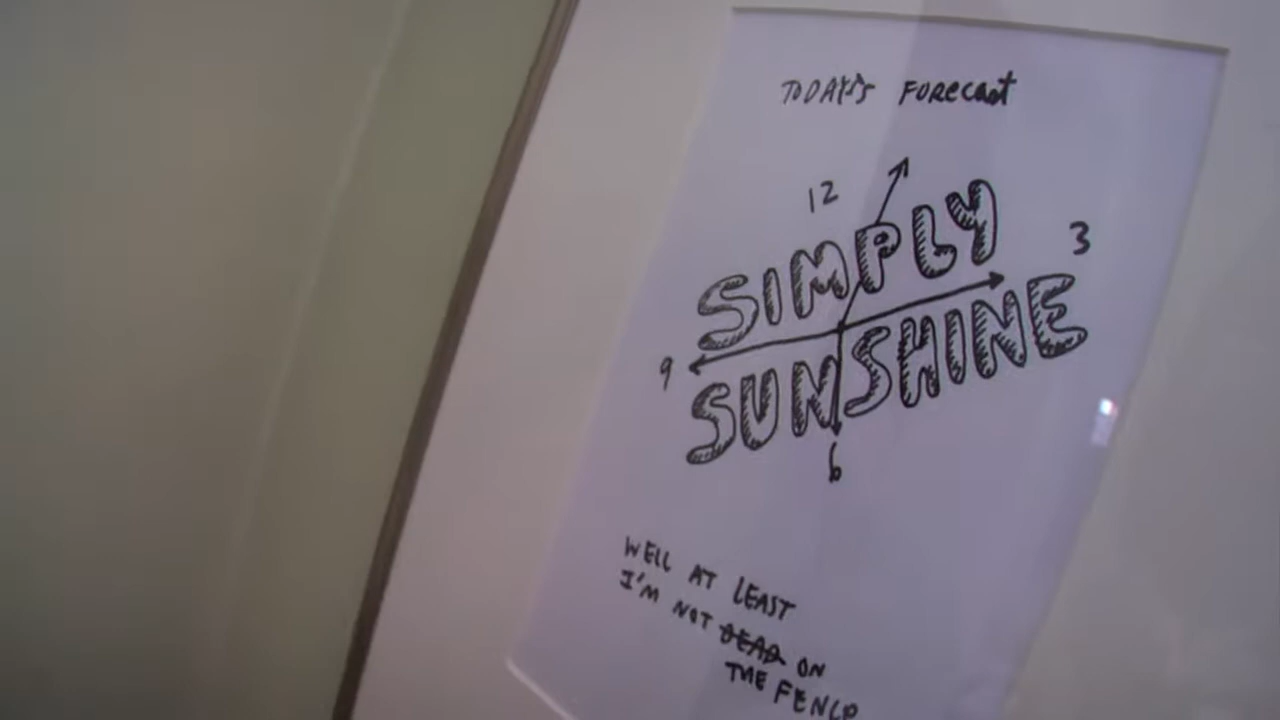 TODAY'S FORECAST
12
SIMPLY
3
9
SUNSHINE
6
WELL AT LEAST
I'M NOT DEAD ON
THE FENCE